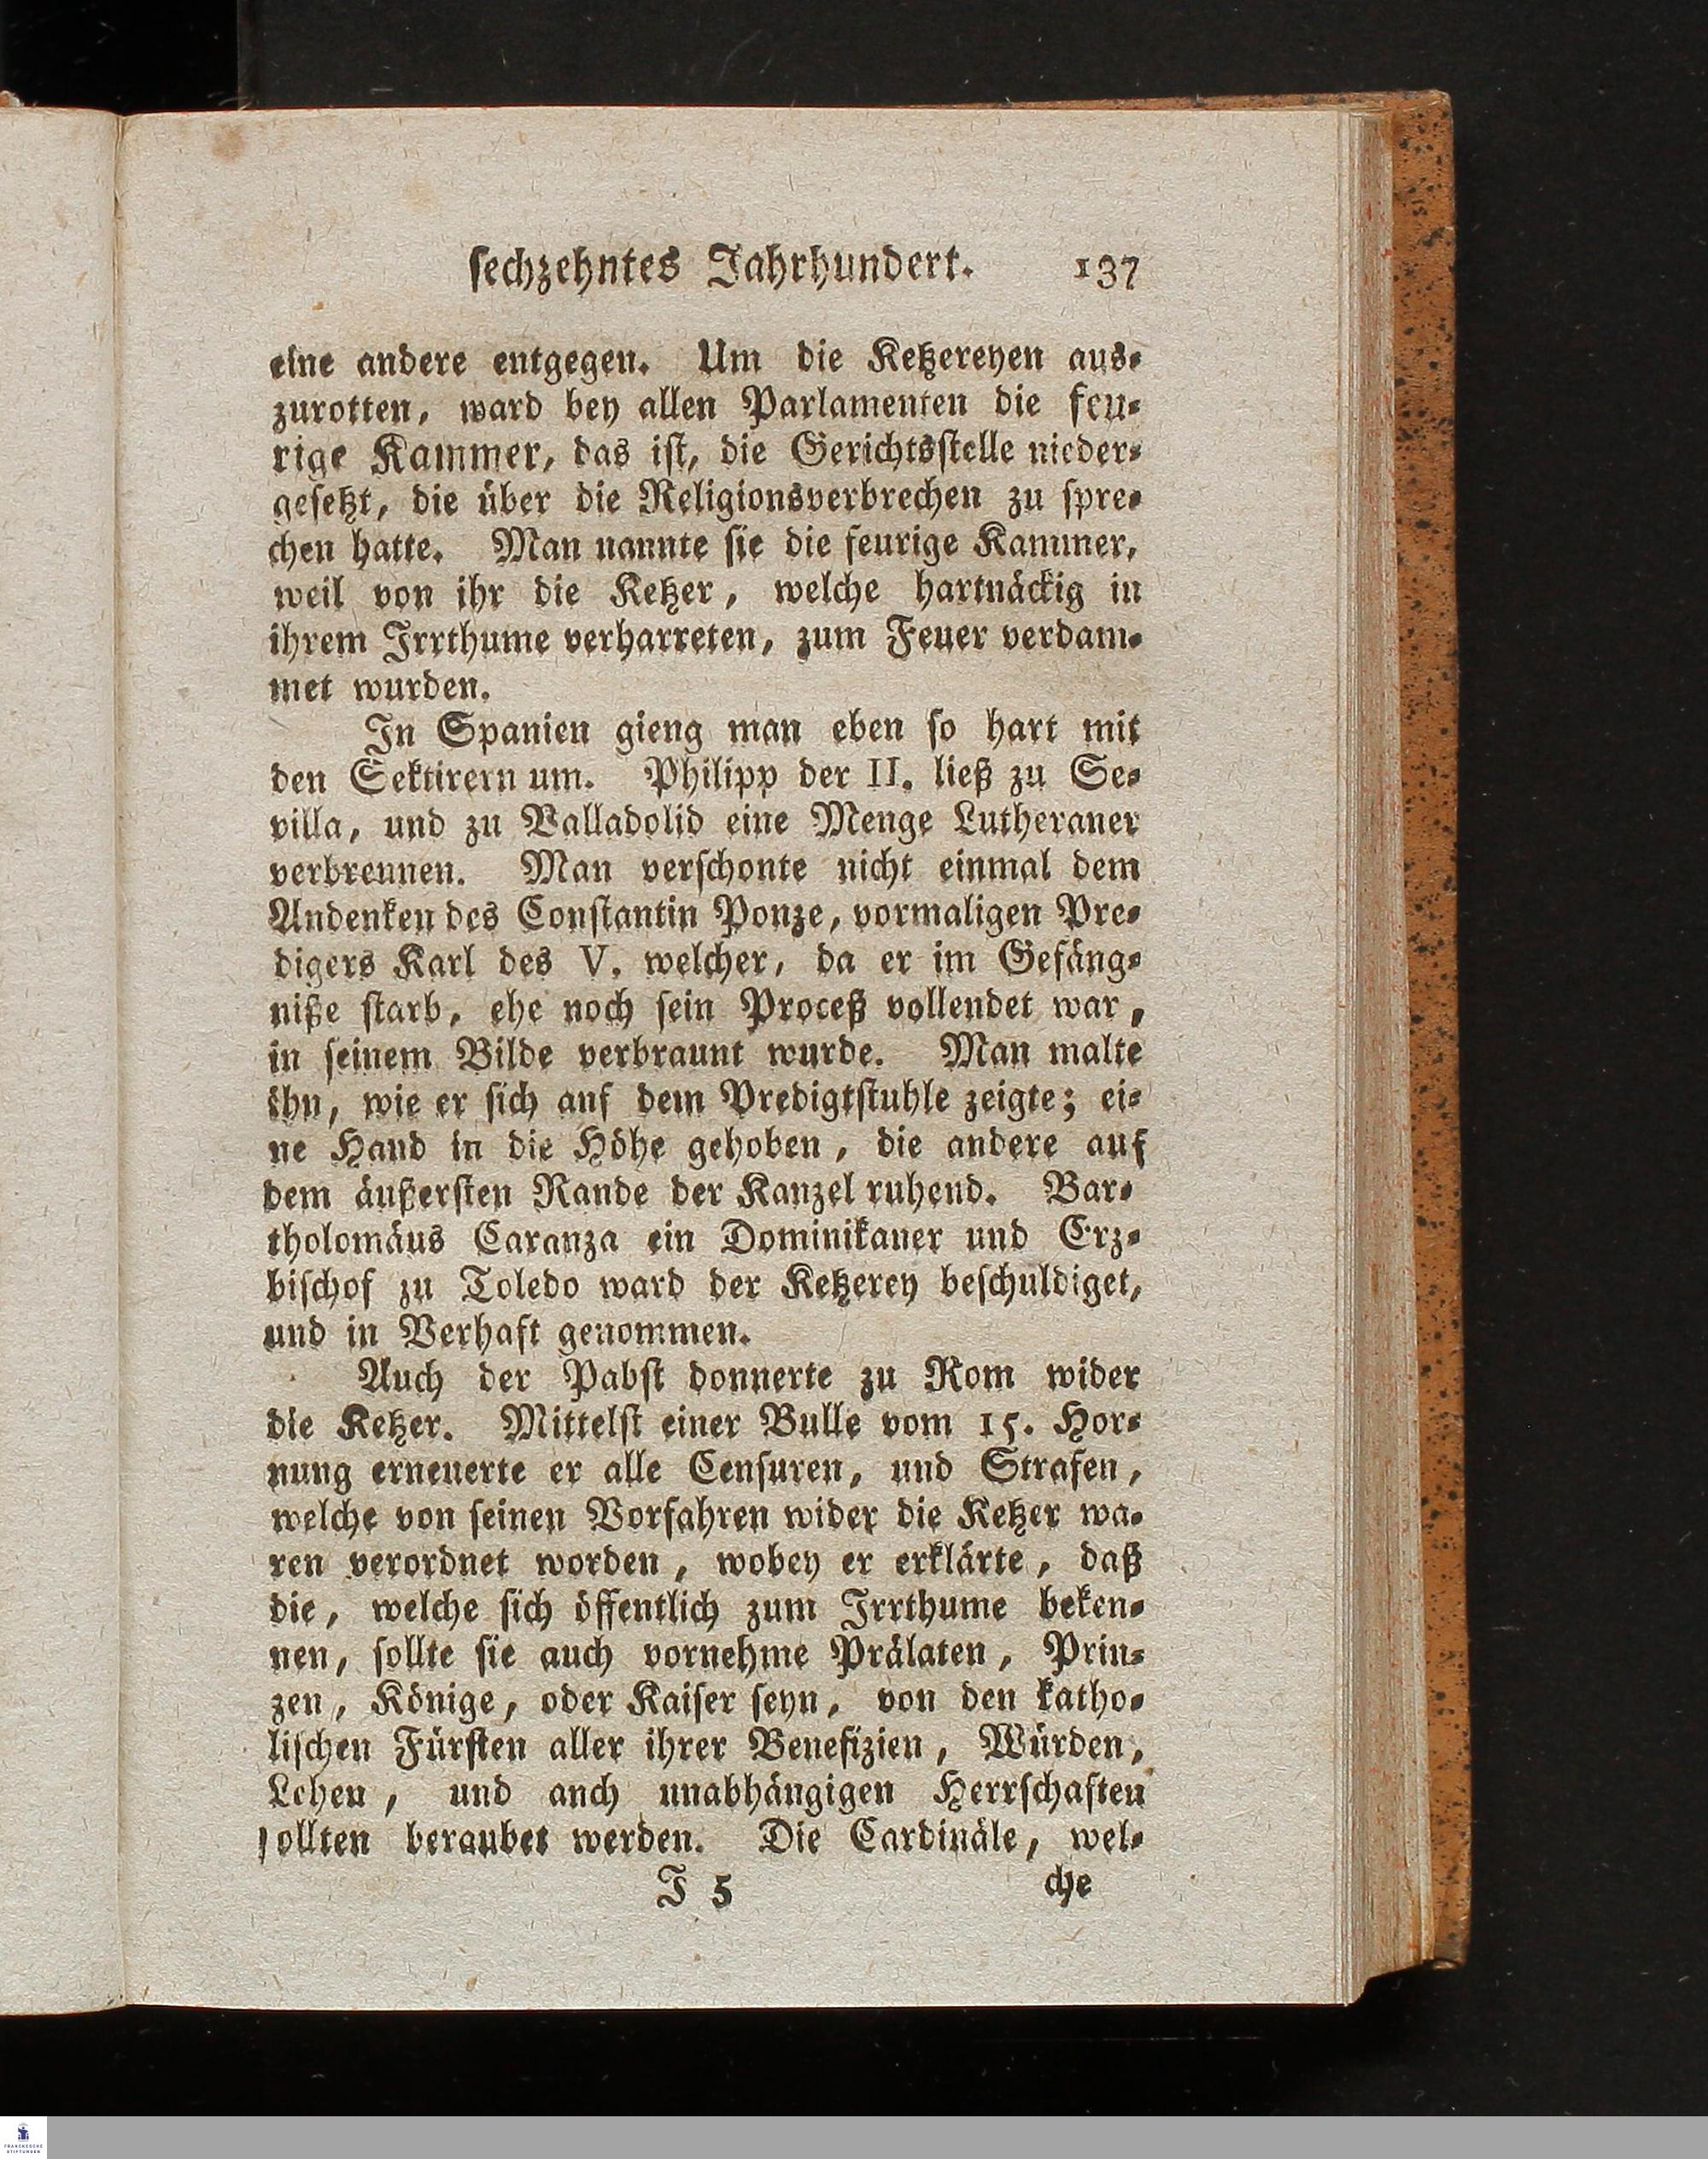 sechzehntes Jahrhundert. 137
eine andere entgegen. Um die Ketzereyen aus⸗
zurotten, ward bey allen Parlamenten die feu⸗
rige Kammer, das ist, die Gerichtsstelle nieder⸗
gesetzt, die über die Religionsverbrechen zu spre⸗
chen hatte. Man nannte sie die feurige Kammer,
weil von ihr die Ketzer, welche hartnäckig in
ihrem Irrthume verharreten, zum Feuer verdam⸗
met wurden.
In Spanien gieng man eben so hart mit
den Sektirern um. Philipp der II. ließ zu Se⸗
villa, und zu Valladolid eine Menge Lutheraner
verbrennen. Man verschonte nicht einmal dem
Andenken des Constantin Ponze, vormaligen Pre⸗
digers Karl des V. welcher, da er im Gefäng⸗
niße starb, ehe noch sein Proceß vollendet war,
in seinem Bilde verbrannt wurde. Man malte
ihn, wie er sich auf dem Predigtstuhle zeigte; ei⸗
ne Hand in die Höhe gehoben, die andere auf
dem äußersten Rande der Kanzel ruhend. Bar⸗
tholomäus Caranza ein Dominikaner und Erz⸗
bischof zu Toledo ward der Ketzerey beschuldiget,
und in Verhaft genommen.
Auch der Pabst donnerte zu Rom wider
die Ketzer. Mittelst einer Bulle vom 15. Hor⸗
nung erneuerte er alle Censuren, und Strafen,
welche von seinen Vorfahren wider die Ketzer wa⸗
ren verordnet worden, wobey er erklärte, daß
die, welche sich öffentlich zum Irrthume beken⸗
nen, sollte sie auch vornehme Prälaten, Prin⸗
zen, Könige, oder Kaiser seyn, von den katho⸗
lischen Fürsten aller ihrer Benefizien, Würden,
Lehen, und auch unabhängigen Herrschaften
sollten beraubet werden. Die Cardinäle, wel⸗
J 5 che
FRANCKESCHE
STIFTUNGEN